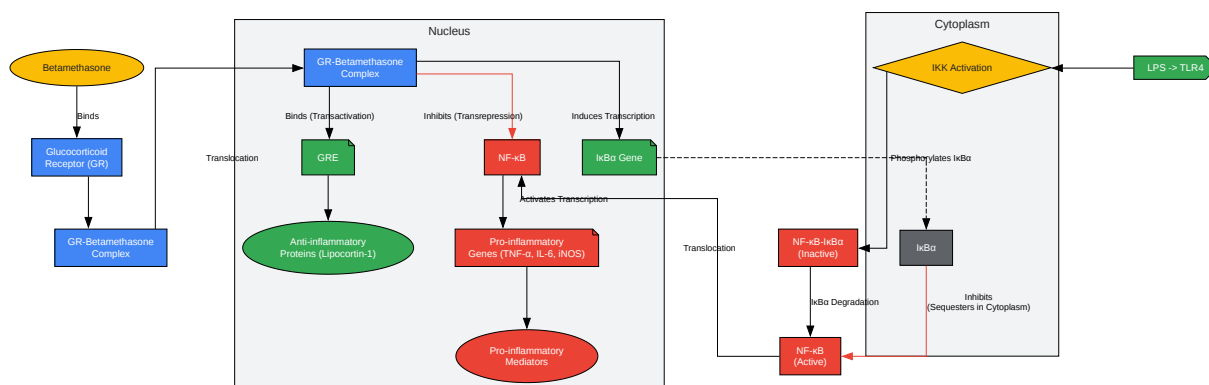 Nucleus
Cytoplasm
Betamethasone
GR-Betamethasone
Complex
IKK Activation
LPS -> TLR4
Binds
Binds (Transactivation)
Inhibits (Transrepression)
Induces Transcription
Glucocorticoid
Receptor (GR)
Translocation
GRE
NF-κB
IκBα Gene
Phosphorylates IκBα
Activates Transcription
GR-Betamethasone
Complex
Anti-inflammatory
Proteins (Lipocortin-1)
Pro-inflammatory
Genes (TNF-α, IL-6, iNOS)
Translocation
NF-κB-IκBα
(Inactive)
IκBα
IκBα Degradation
Inhibits
(Sequesters in Cytoplasm)
Pro-inflammatory
Mediators
NF-κB
(Active)